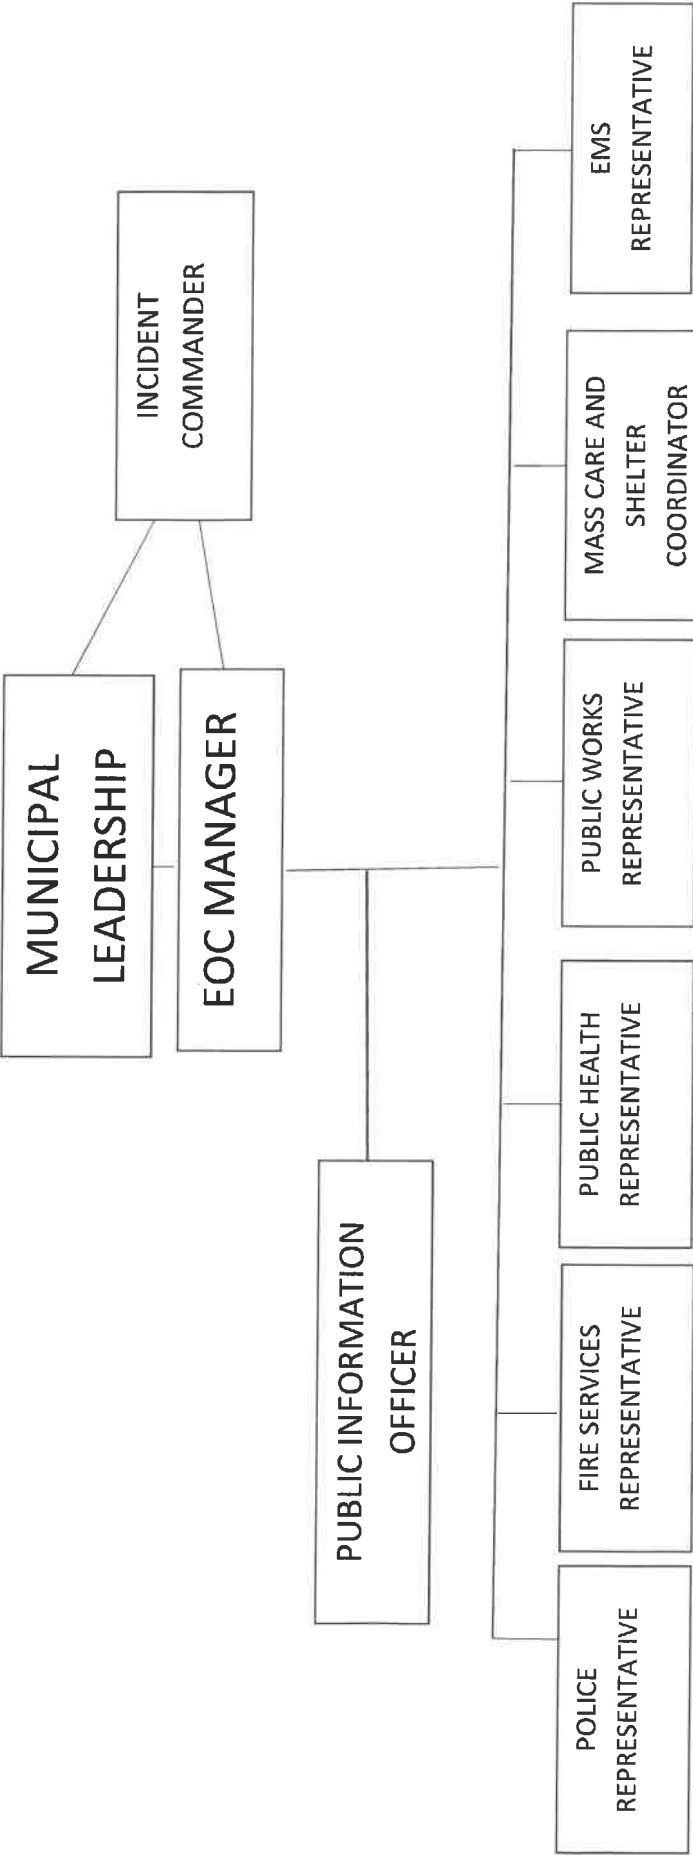 MUNICIPAL
LEADERSHIP
INCIDENT
COMMANDER
EOC MANAGER
PUBLIC INFORMATION
OFFICER
POLICE
REPRESENTATIVE
FIRE SERVICES
REPRESENTATIVE
PUBLIC HEALTH
REPRESENTATIVE
PUBLIC WORKS
REPRESENTATIVE
MASS CARE AND
SHELTER
COORDINATOR
EMS
REPRESENTATIVE